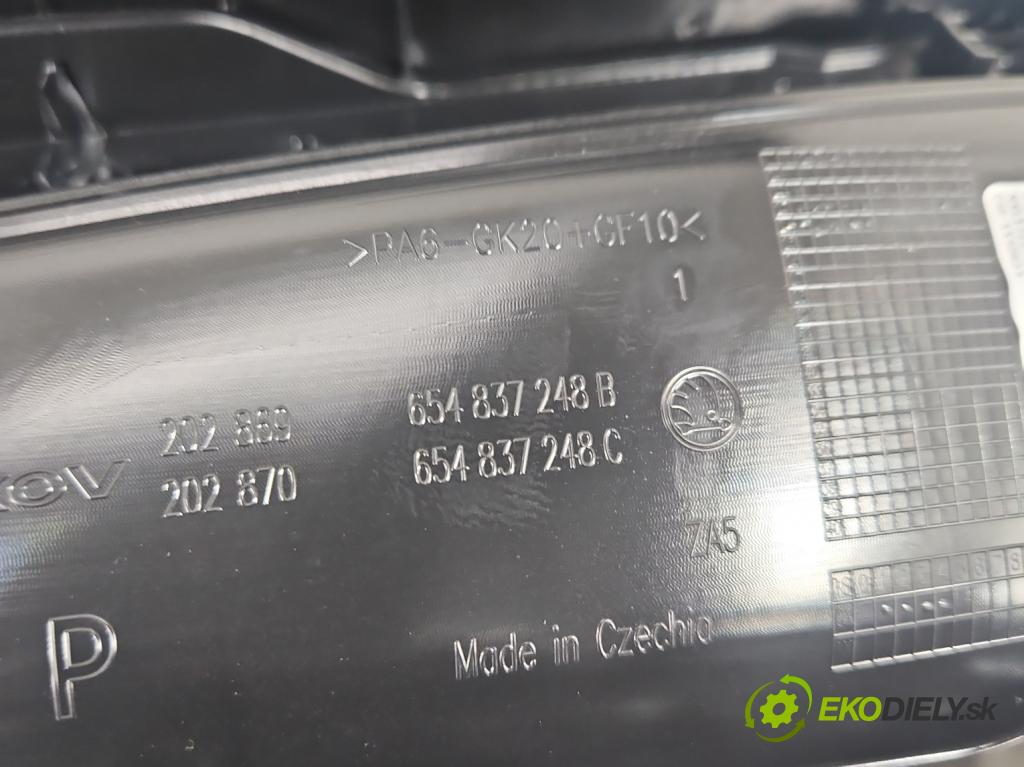 >PA6-GK20+GF10<
1
202 869
654 837 248 B
202 870
654 837 248 C
7A5
Made in Czechia
P
EKODIELY.sk